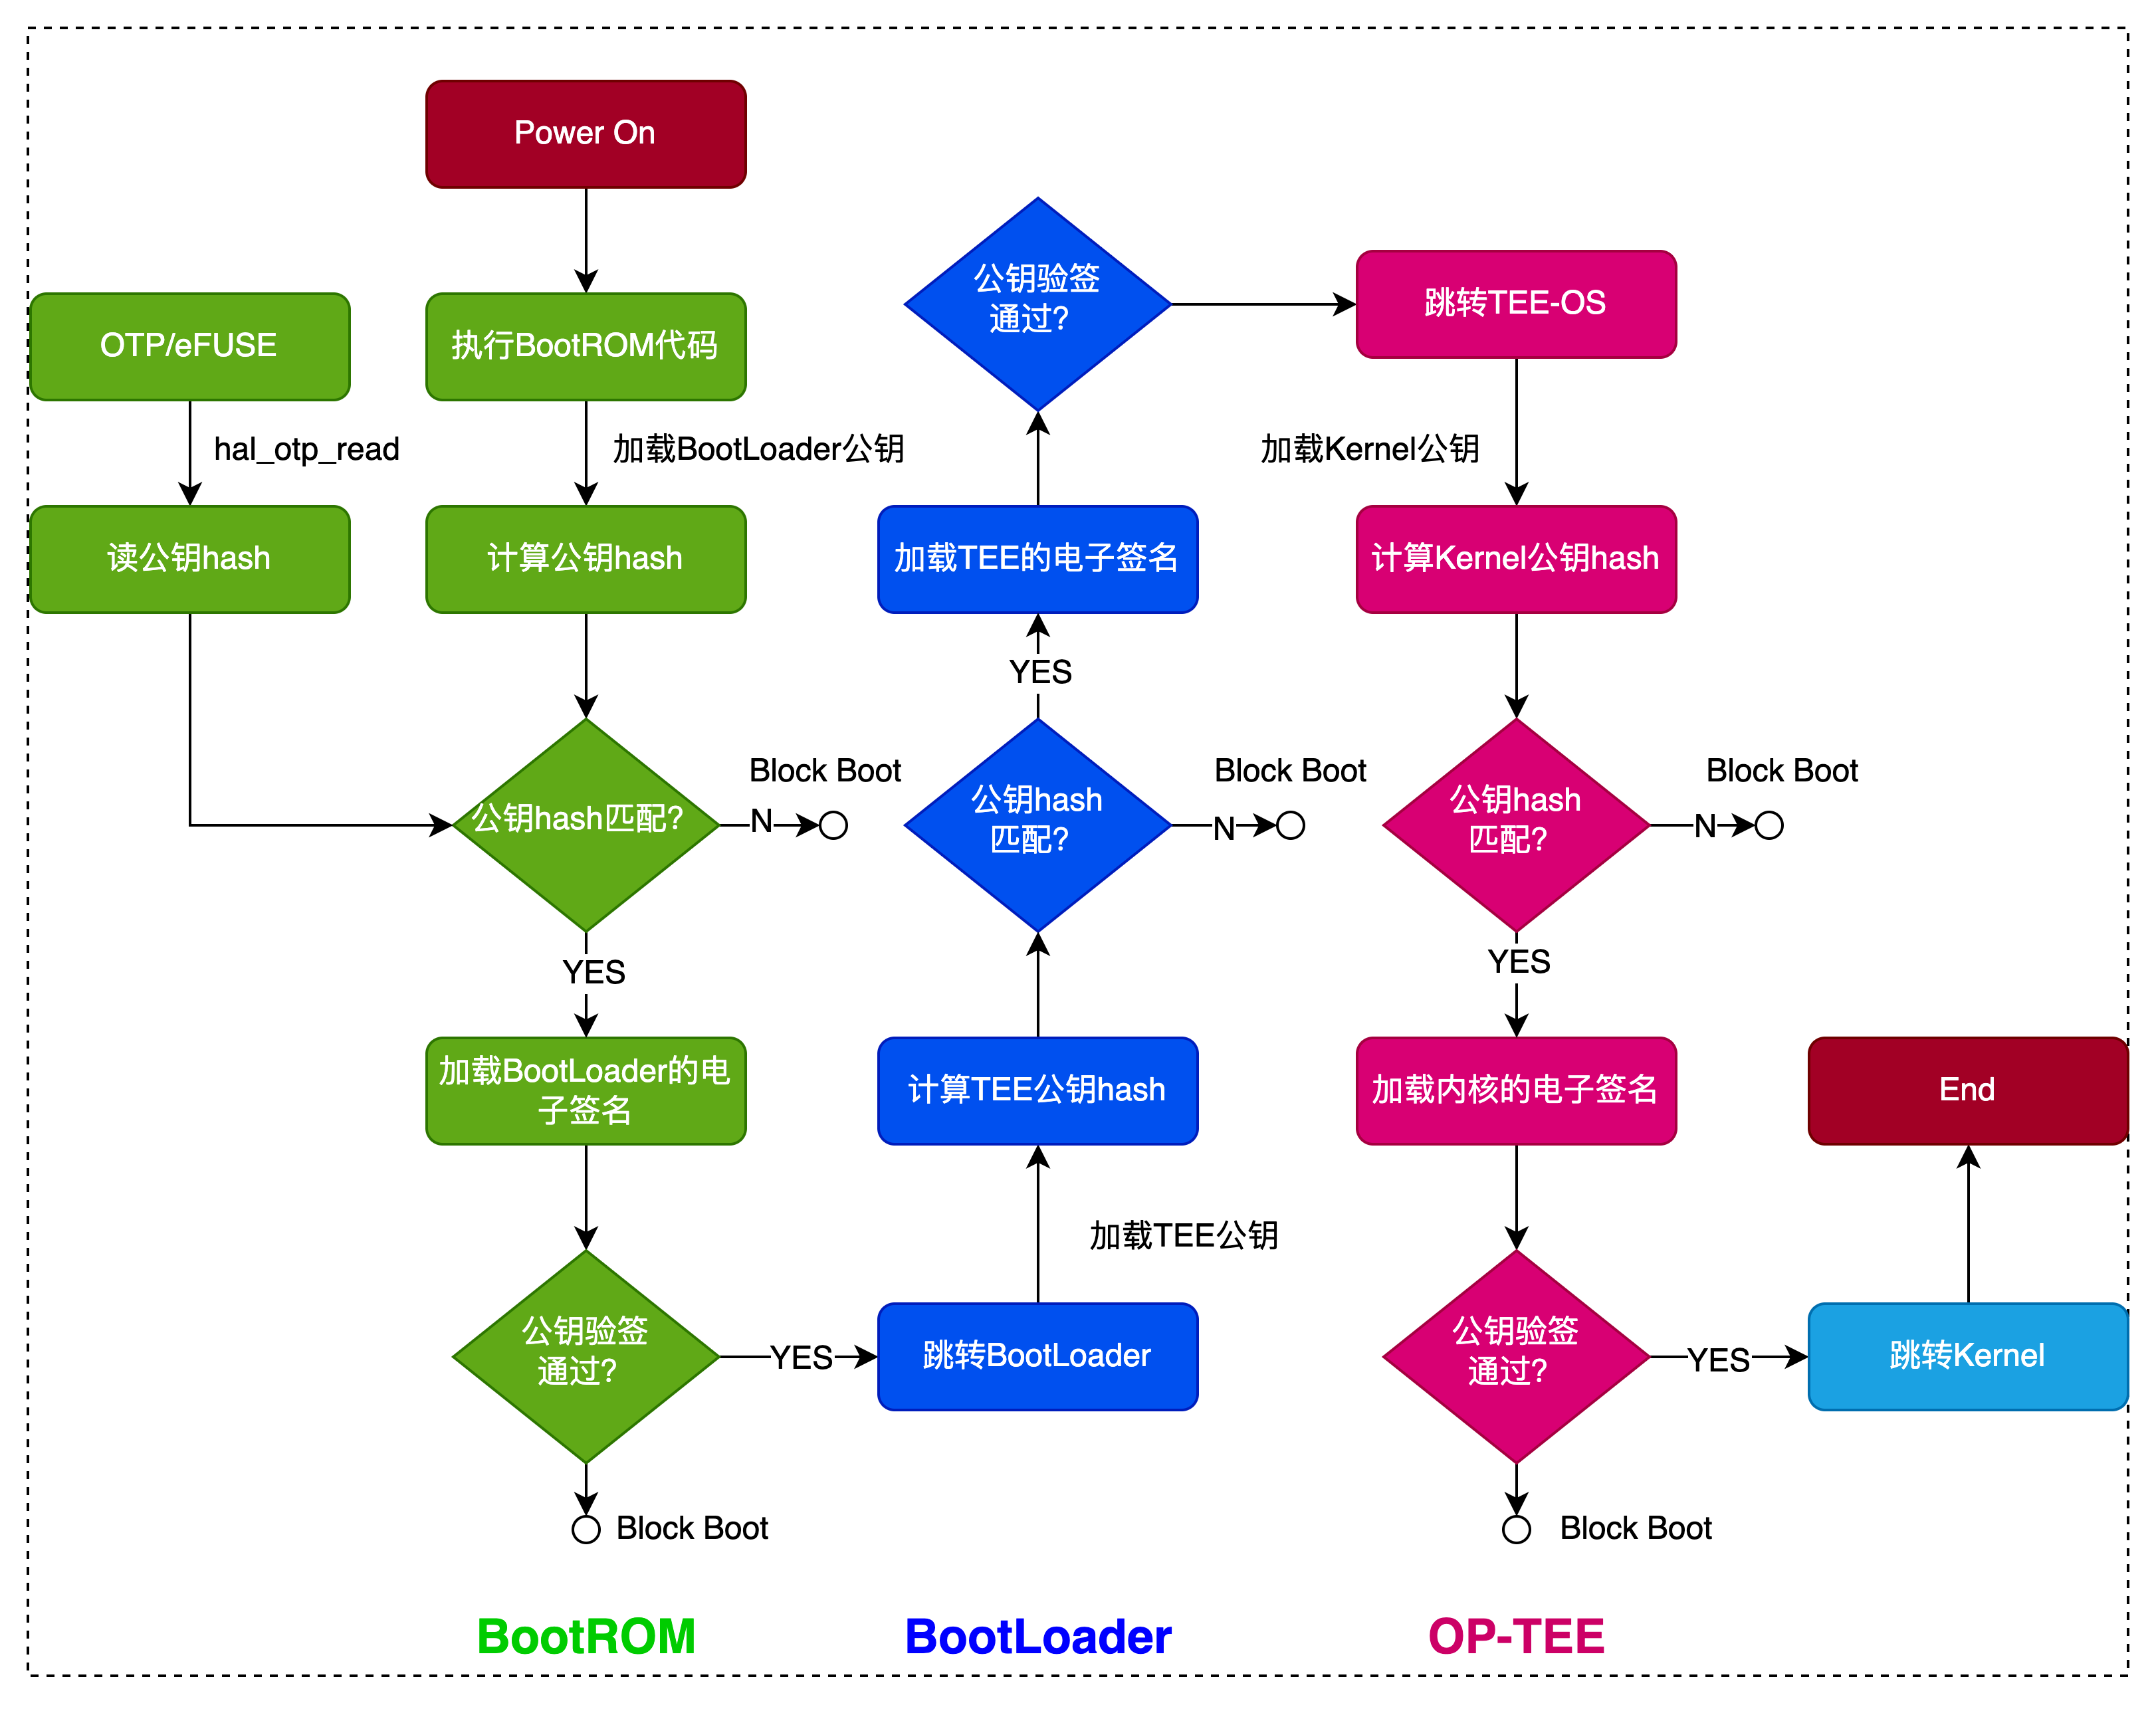 Power On
OTP/eFUSE
执行BootROM代码
hal_otp_read
加载BootLoader公钥
读公钥hash
计算公钥hash
公钥hash匹配?
N
Block Boot
YES
加载BootLoader的电
子签名
公钥验签
通过?
Block Boot
YES
跳转BootLoader
加载TEE公钥
计算TEE公钥hash
公钥hash
匹配?
N
Block Boot
YES
加载TEE的电子签名
公钥验签
通过?
跳转TEE-OS
加载Kernel公钥
计算Kernel公钥hash
公钥hash
匹配?
N
Block Boot
YES
加载内核的电子签名
公钥验签
通过?
Block Boot
YES
跳转Kernel
End
BootROM
BootLoader
OP-TEE